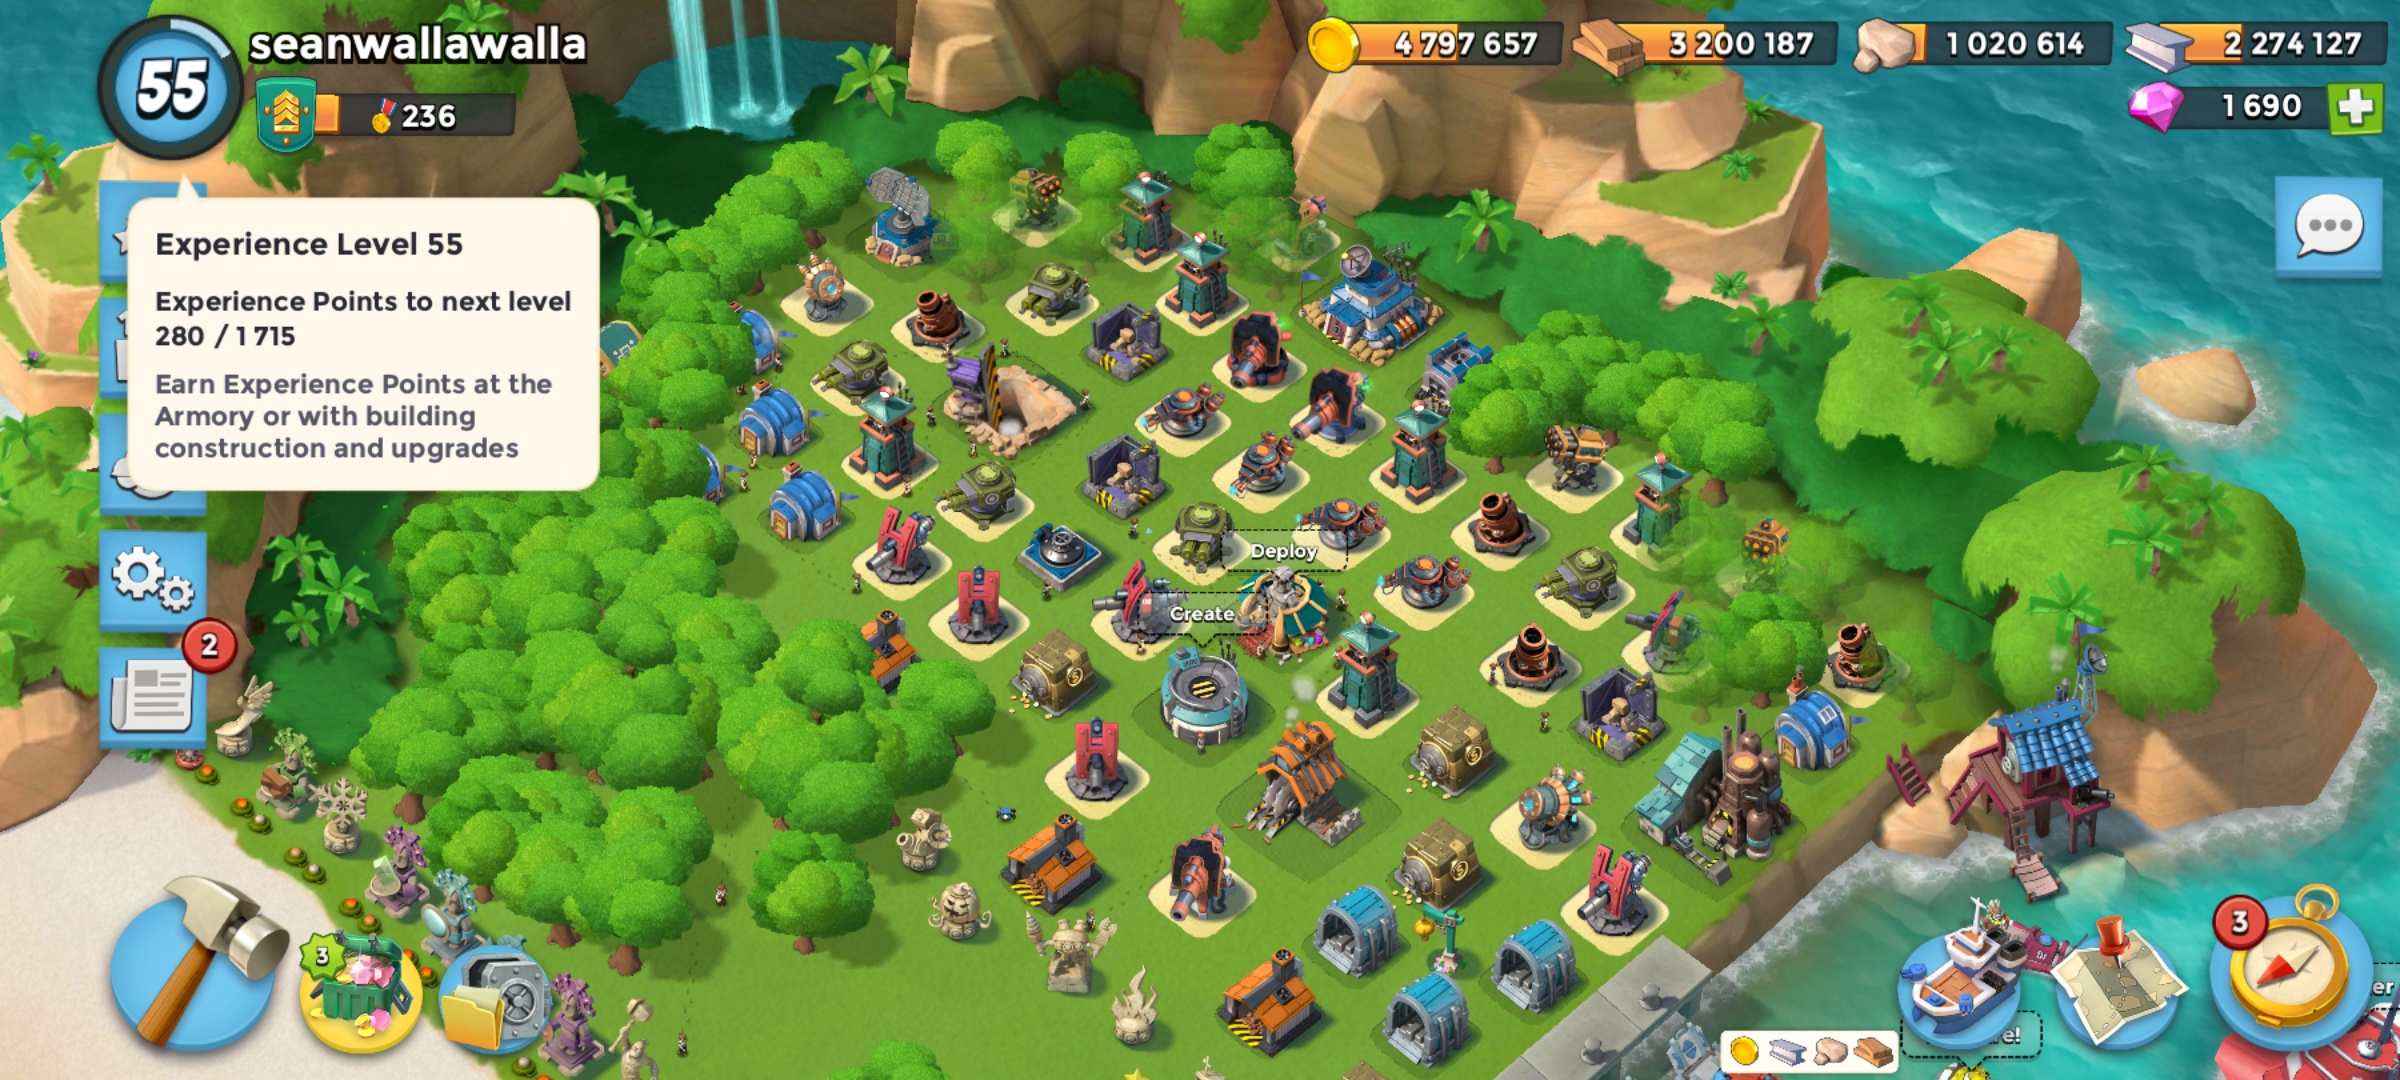 55
seanwallawalla
236
4 797 657
3 200 187
1 020 614
2 274 127
1 690
Experience Level 55
Experience Points to next level
280 / 1 715
Earn Experience Points at the
Armory or with building
construction and upgrades
Deploy
Create
2
3
3